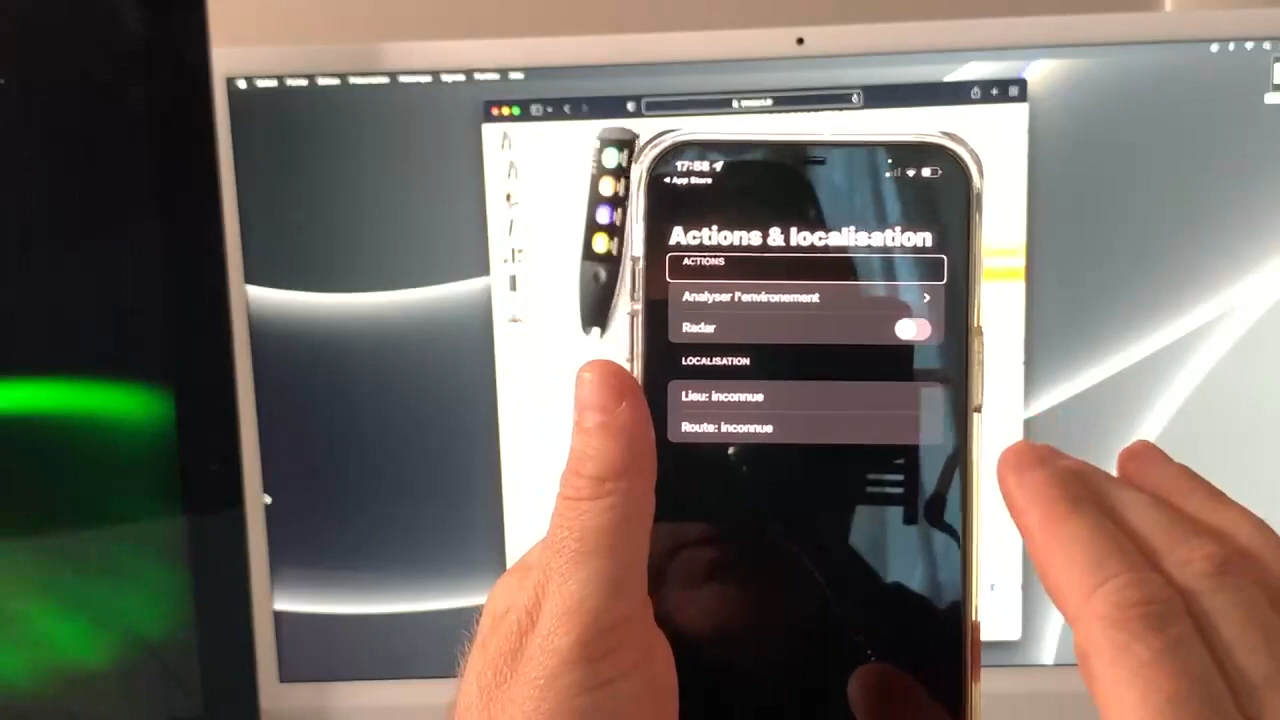 17:58
App Store
Actions & localisation
ACTIONS
Analyser l'environement
Radar
LOCALISATION
Lieu: inconnue
Route: inconnue